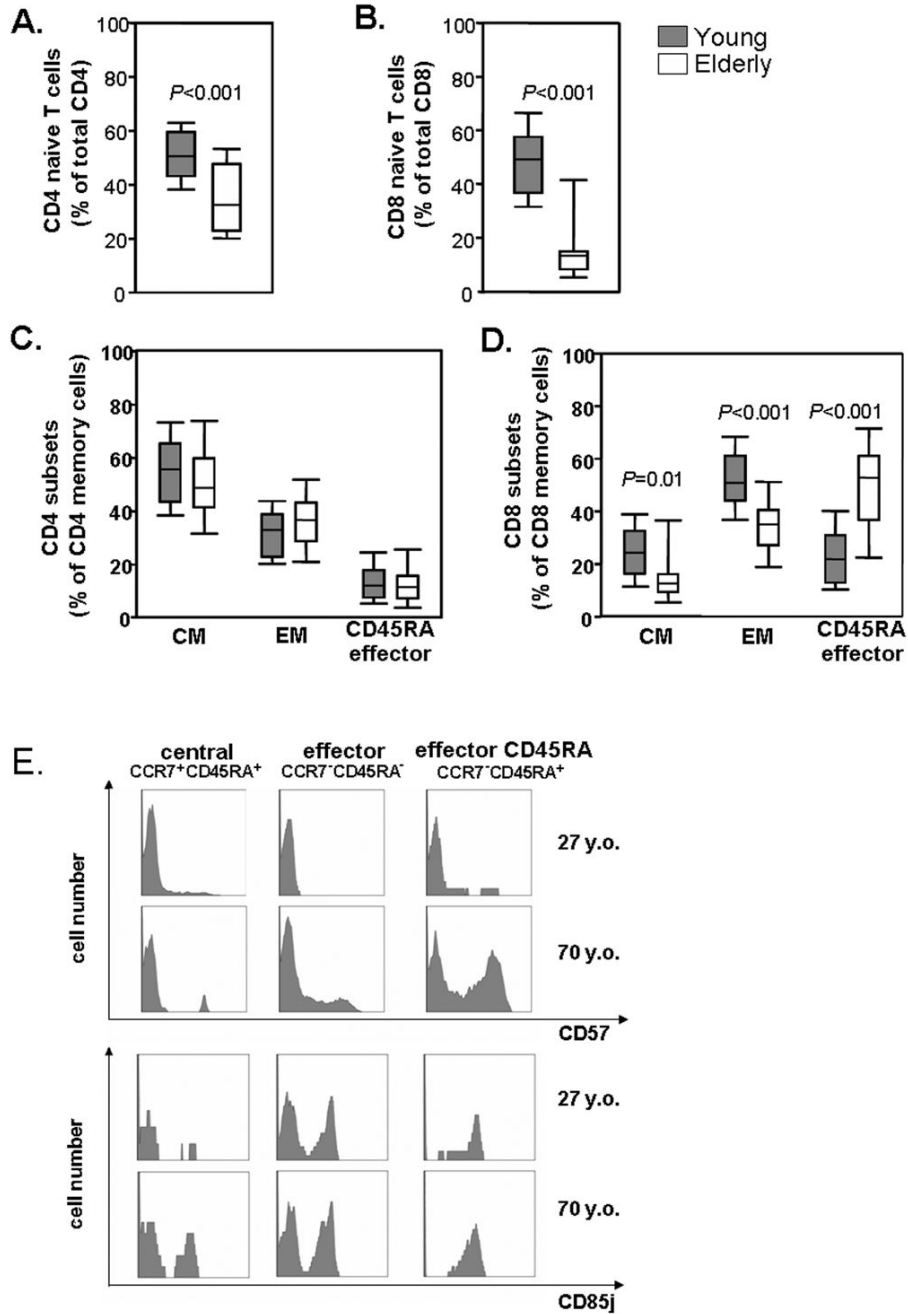 A.
CD4 naive T cells
(% of total CD4)
100
80
60
40
20
0
P<0.001
B.
CD8 naive T cells
(% of total CD8)
100
80
60
40
20
0
P<0.001
Young
Elderly
C.
CD4 subsets
(% of CD4 memory cells)
100
80
60
40
20
0
CM
EM
CD45RA
effector
D.
CD8 subsets
(% of CD8 memory cells)
100
80
60
40
20
0
P=0.01
P<0.001
P<0.001
CM
EM
CD45RA
effector
E.
central
CCR7+CD45RA+
effector
CCR7-CD45RA-
effector CD45RA
CCR7-CD45RA+
cell number
27 y.o.
70 y.o.
CD57
cell number
27 y.o.
70 y.o.
CD85j